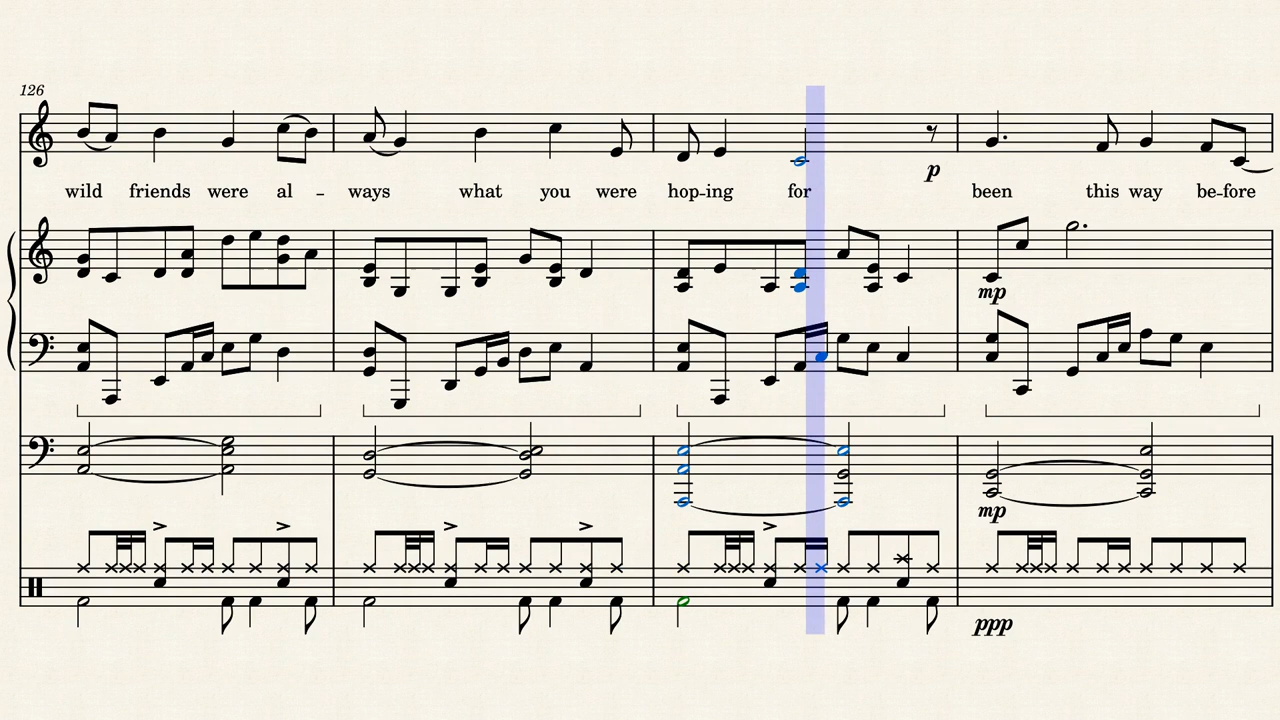 126
wild friends were al - ways what you were hop-ing for been this way be-fore
p
mp
mp
ppp